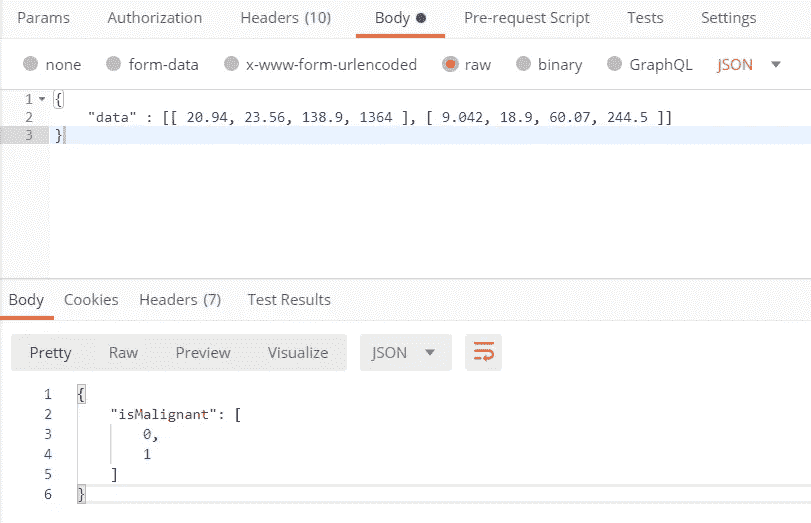 Params Authorization Headers (10) Body Pre-request Script Tests Settings
none form-data x-www-form-urlencoded raw binary GraphQL JSON
1 {
2 "data" : [[ 20.94, 23.56, 138.9, 1364 ], [ 9.042, 18.9, 60.07, 244.5 ]]
3 }
Body Cookies Headers (7) Test Results
Pretty Raw Preview Visualize JSON
1 {
2 "isMalignant": [
3 0,
4 1
5 ]
6 }